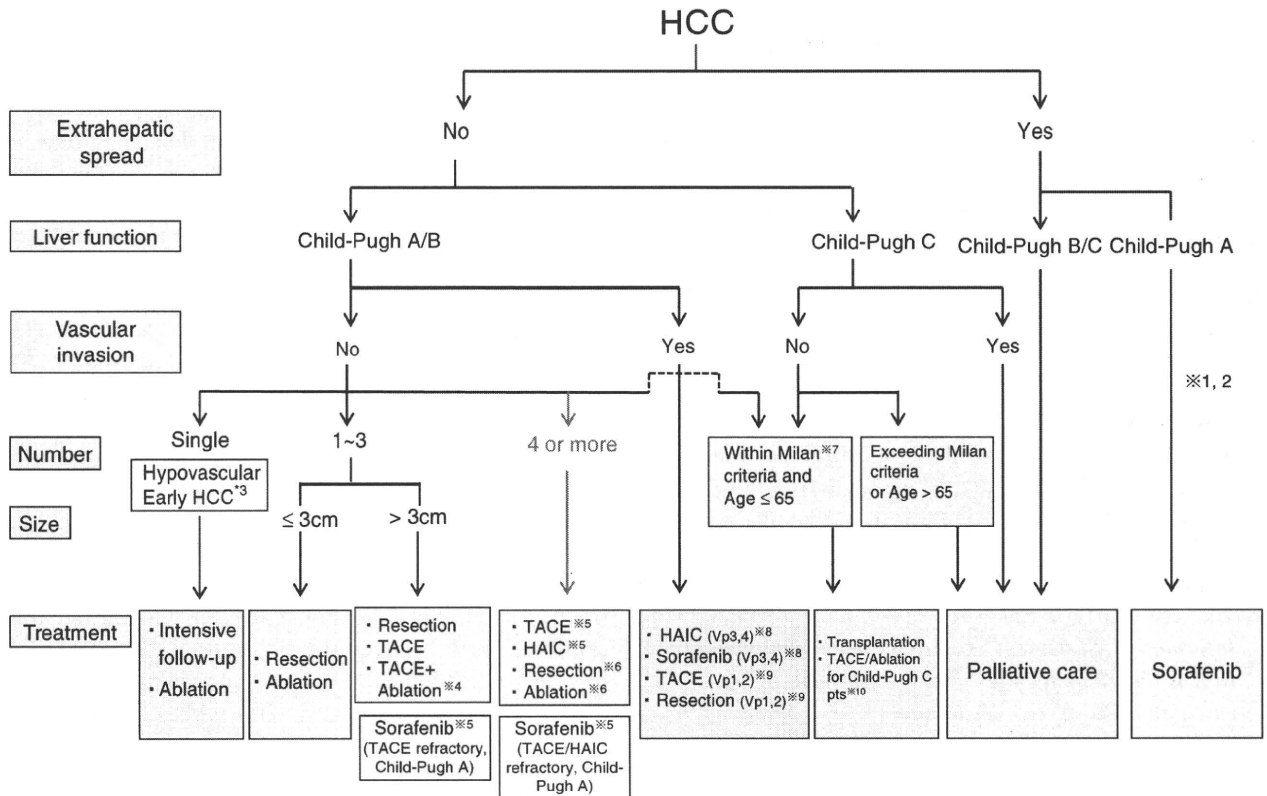 HCC
Extrahepatic
spread
No
Yes
Liver function
Child-Pugh A/B
Child-Pugh C
Child-Pugh B/C
Child-Pugh A
Vascular
invasion
No
Yes
No
Yes
※1, 2
Number
Single
1~3
4 or more
Hypovascular
Early HCC*3
Within Milan※7
criteria and
Age ≤ 65
Exceeding Milan
criteria
or Age > 65
Size
≤ 3cm
> 3cm
Treatment
・Intensive
follow-up
・Ablation
・Resection
・Ablation
・Resection
・TACE
・TACE+
Ablation※4
Sorafenib※5
(TACE refractory,
Child-Pugh A)
・TACE※5
・HAIC※5
・Resection※6
・Ablation※6
Sorafenib※5
(TACE/HAIC
refractory, Child-
Pugh A)
・HAIC (Vp3,4)※8
・Sorafenib (Vp3,4)※8
・TACE (Vp1,2)※9
・Resection (Vp1,2)※9
・Transplantation
・TACE/Ablation
for Child-Pugh C
pts※10
Palliative care
Sorafenib